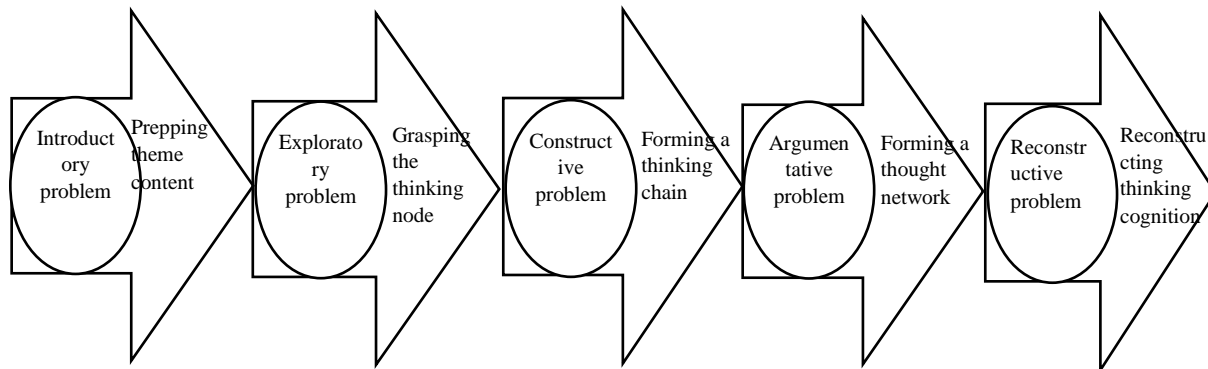 Introduct
ory
problem
Prepping
theme
content
Explorato
ry
problem
Grasping
the
thinking
node
Construct
ive
problem
Forming a
thinking
chain
Argumen
tative
problem
Forming a
thought
network
Reconstr
uctive
problem
Reconstru
cting
thinking
cognition